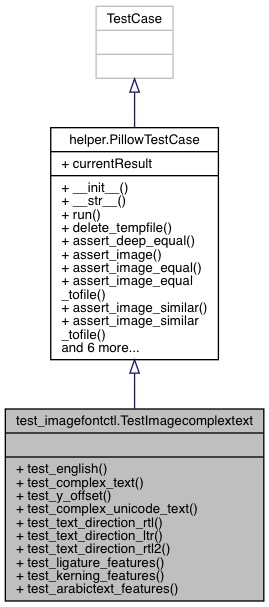 TestCase
helper.PillowTestCase
+ currentResult
+ __init__()
+ __str__()
+ run()
+ delete_tempfile()
+ assert_deep_equal()
+ assert_image()
+ assert_image_equal()
+ assert_image_equal
_tofile()
+ assert_image_similar()
+ assert_image_similar
_tofile()
and 6 more...
test_imagefontctl.TestImagecomplextext
+ test_english()
+ test_complex_text()
+ test_y_offset()
+ test_complex_unicode_text()
+ test_text_direction_rtl()
+ test_text_direction_ltr()
+ test_text_direction_rtl2()
+ test_ligature_features()
+ test_kerning_features()
+ test_arabictext_features()